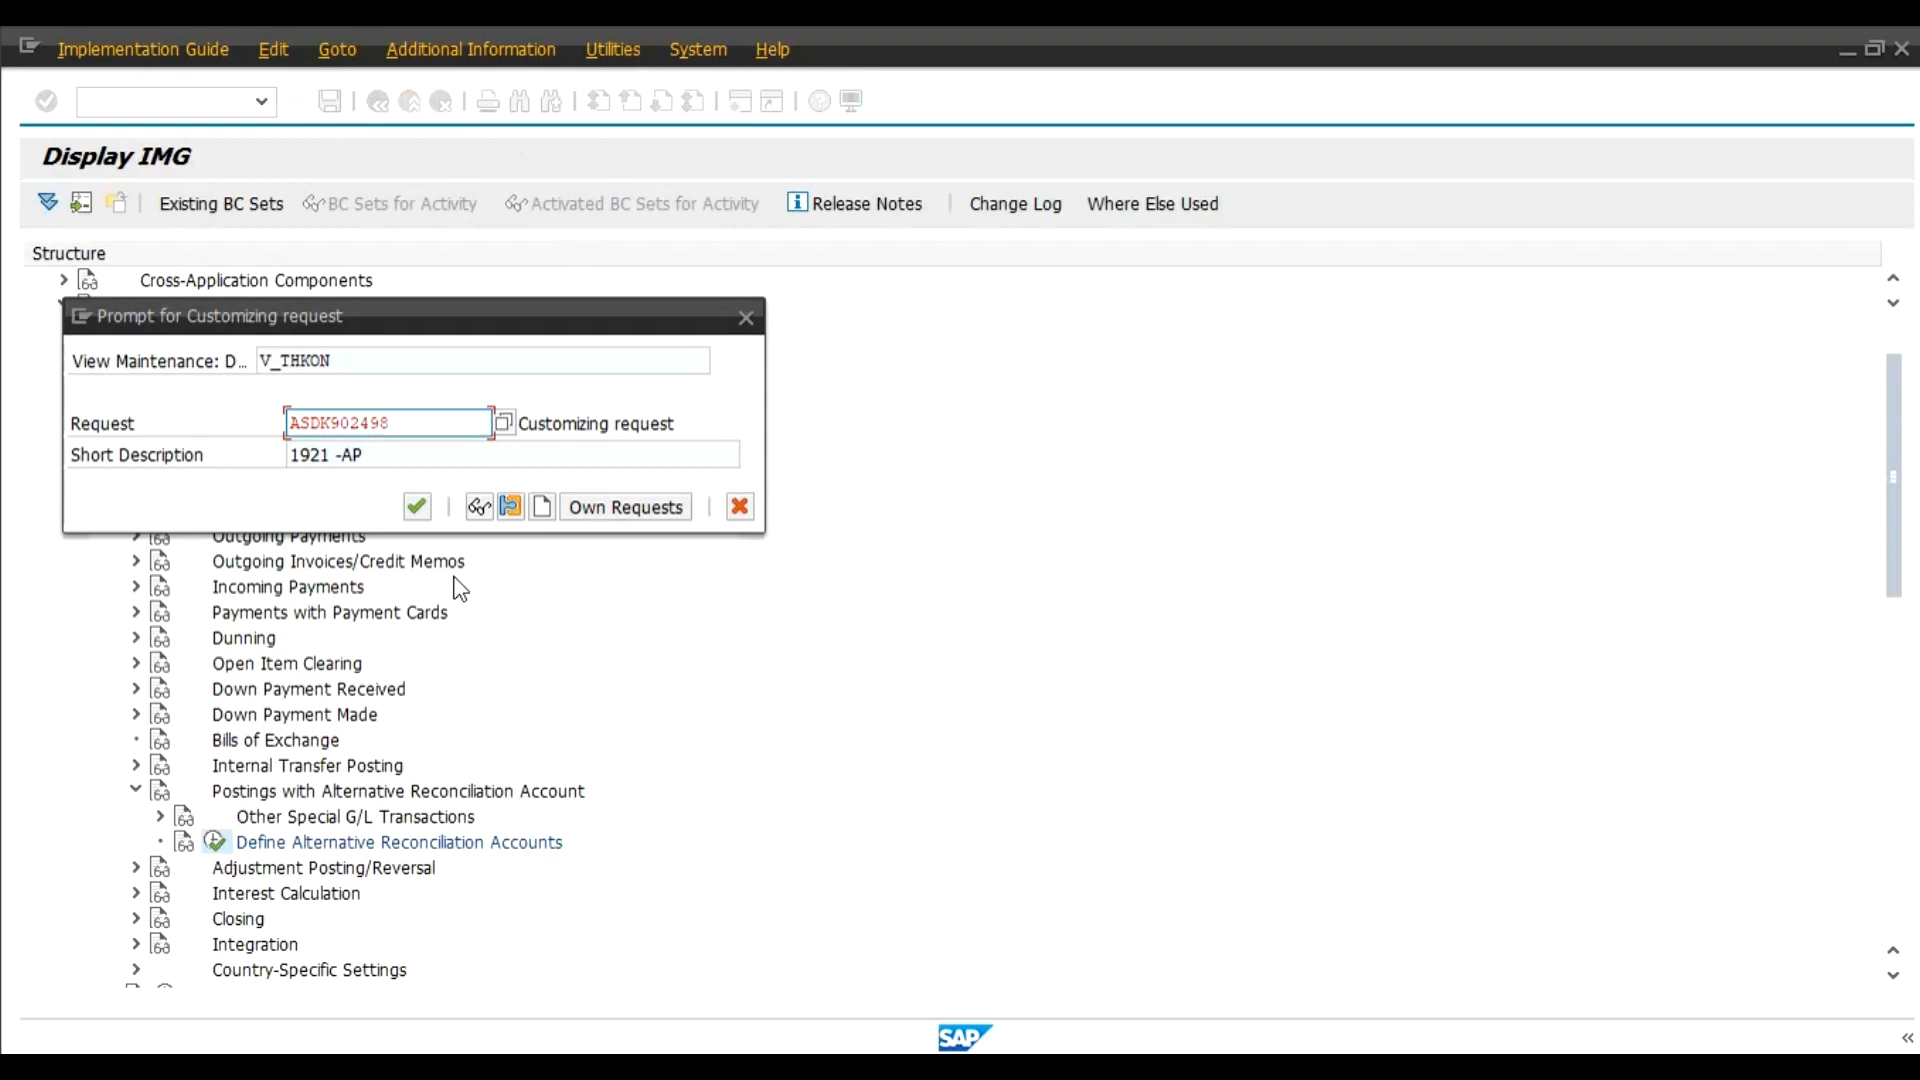 Implementation Guide Edit Goto Additional Information Utilities System Help
Display IMG
Existing BC Sets BC Sets for Activity Activated BC Sets for Activity Release Notes Change Log Where Else Used
Structure
Cross-Application Components
Prompt for Customizing request
View Maintenance: D... V_THKON
Request ASDK902498 Customizing request
Short Description 1921 -AP
Own Requests
Outgoing Payments
Outgoing Invoices/Credit Memos
Incoming Payments
Payments with Payment Cards
Dunning
Open Item Clearing
Down Payment Received
Down Payment Made
Bills of Exchange
Internal Transfer Posting
Postings with Alternative Reconciliation Account
Other Special G/L Transactions
Define Alternative Reconciliation Accounts
Adjustment Posting/Reversal
Interest Calculation
Closing
Integration
Country-Specific Settings
SAP